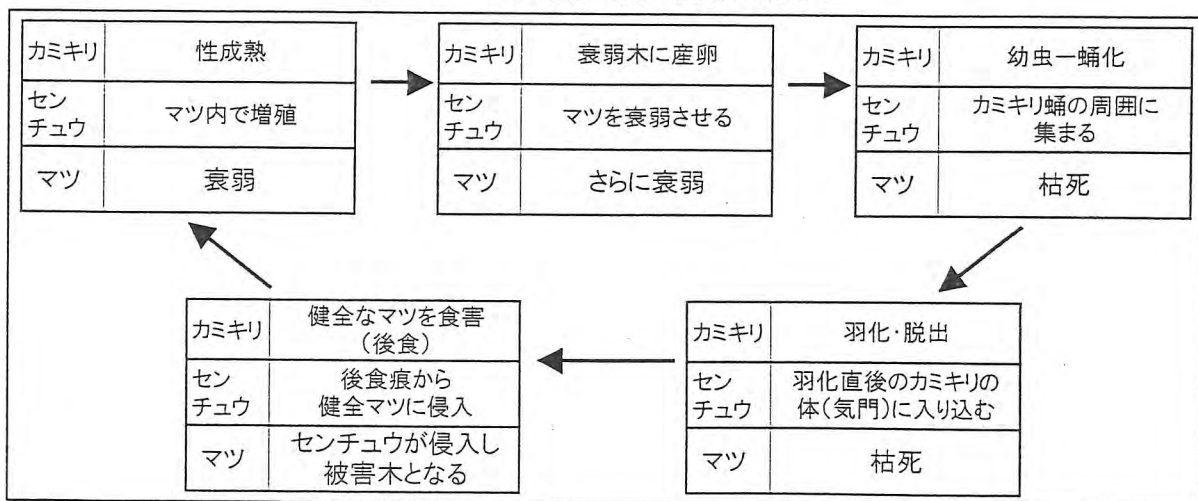 カミキリ 性成熟
セン
チュウ マツ内で増殖
マツ 衰弱
カミキリ 衰弱木に産卵
セン
チュウ マツを衰弱させる
マツ さらに衰弱
カミキリ 幼虫ー蛹化
セン
チュウ カミキリ蛹の周囲に
集まる
マツ 枯死
カミキリ 羽化・脱出
セン
チュウ 羽化直後のカミキリの
体(気門)に入り込む
マツ 枯死
カミキリ 健全なマツを食害
(後食)
セン
チュウ 後食痕から
健全マツに侵入
マツ センチュウが侵入し
被害木となる